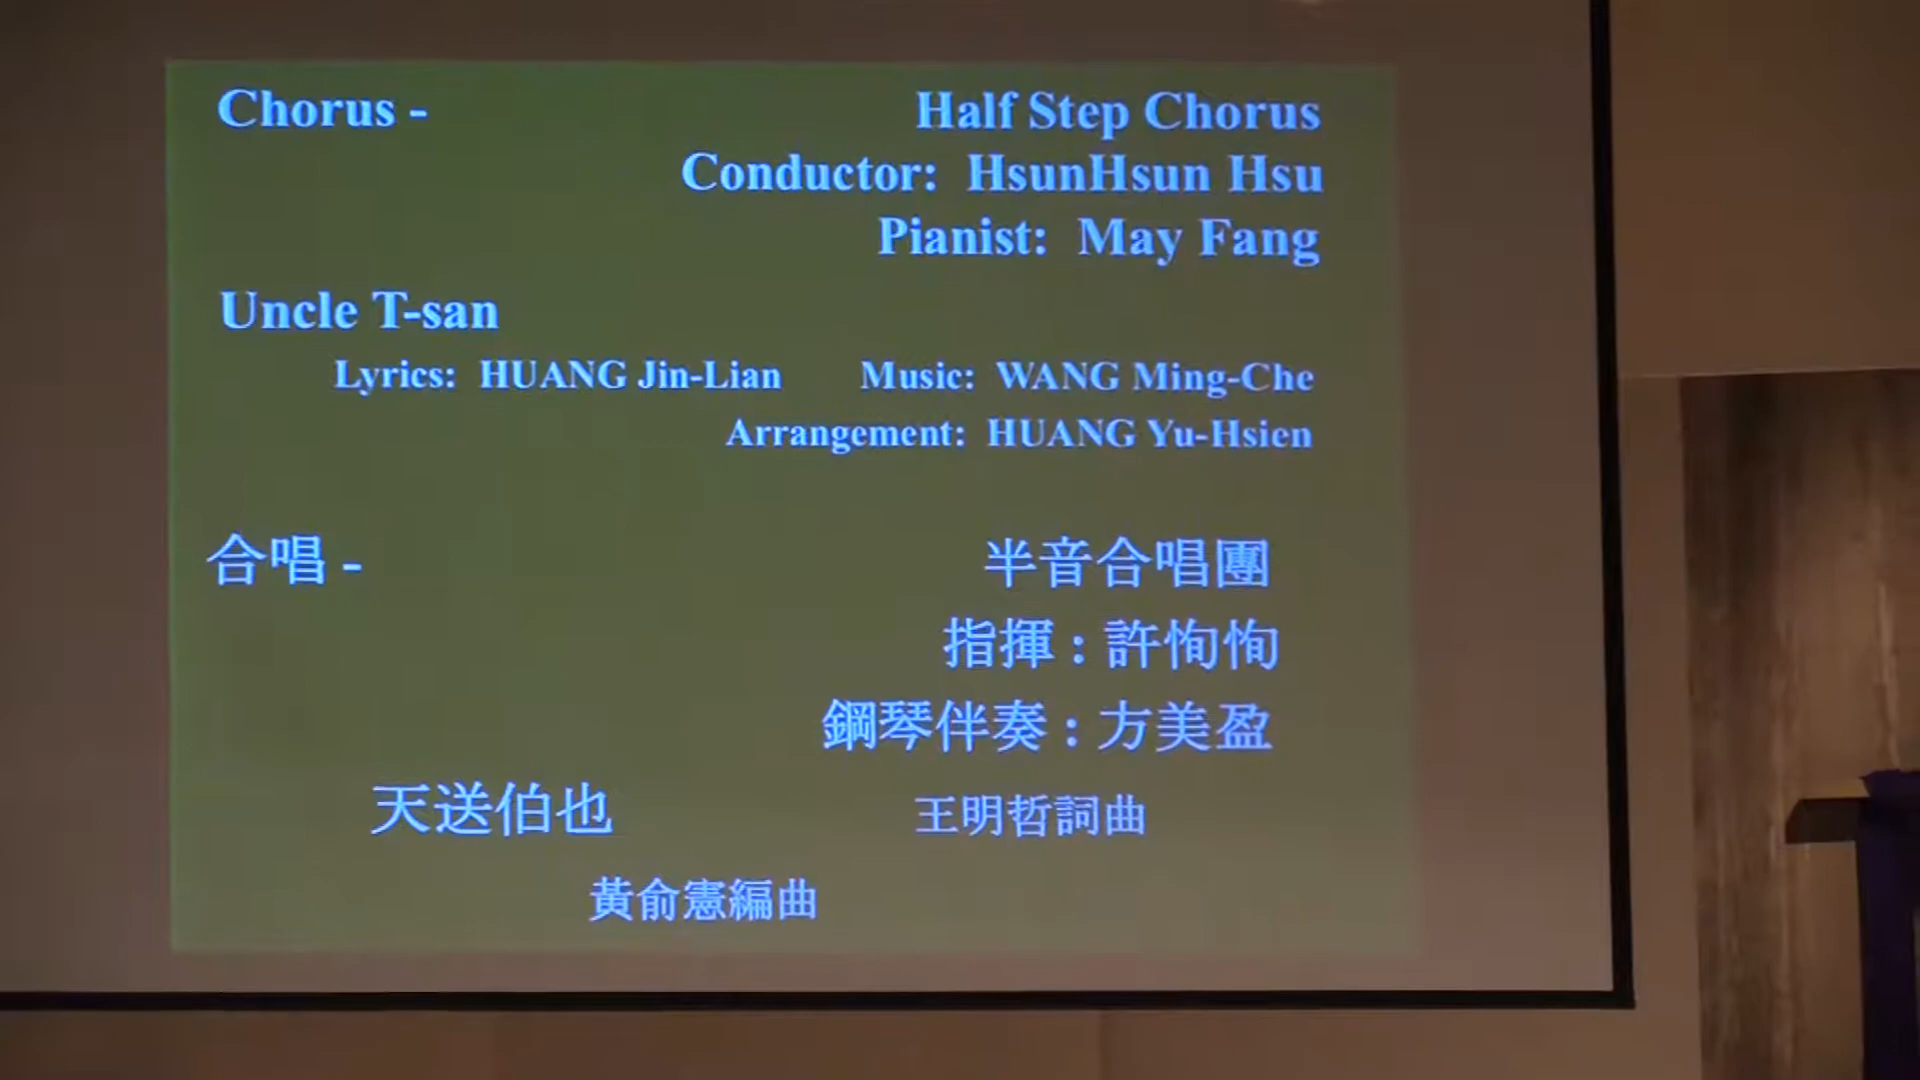 Chorus - Half Step Chorus
Conductor: HsunHsun Hsu
Pianist: May Fang
Uncle T-san
Lyrics: HUANG Jin-Lian Music: WANG Ming-Che
Arrangement: HUANG Yu-Hsien
合唱 - 半音合唱團
指揮 : 許恂恂
鋼琴伴奏 : 方美盈
天送伯也 王明哲詞曲
黃俞憲編曲